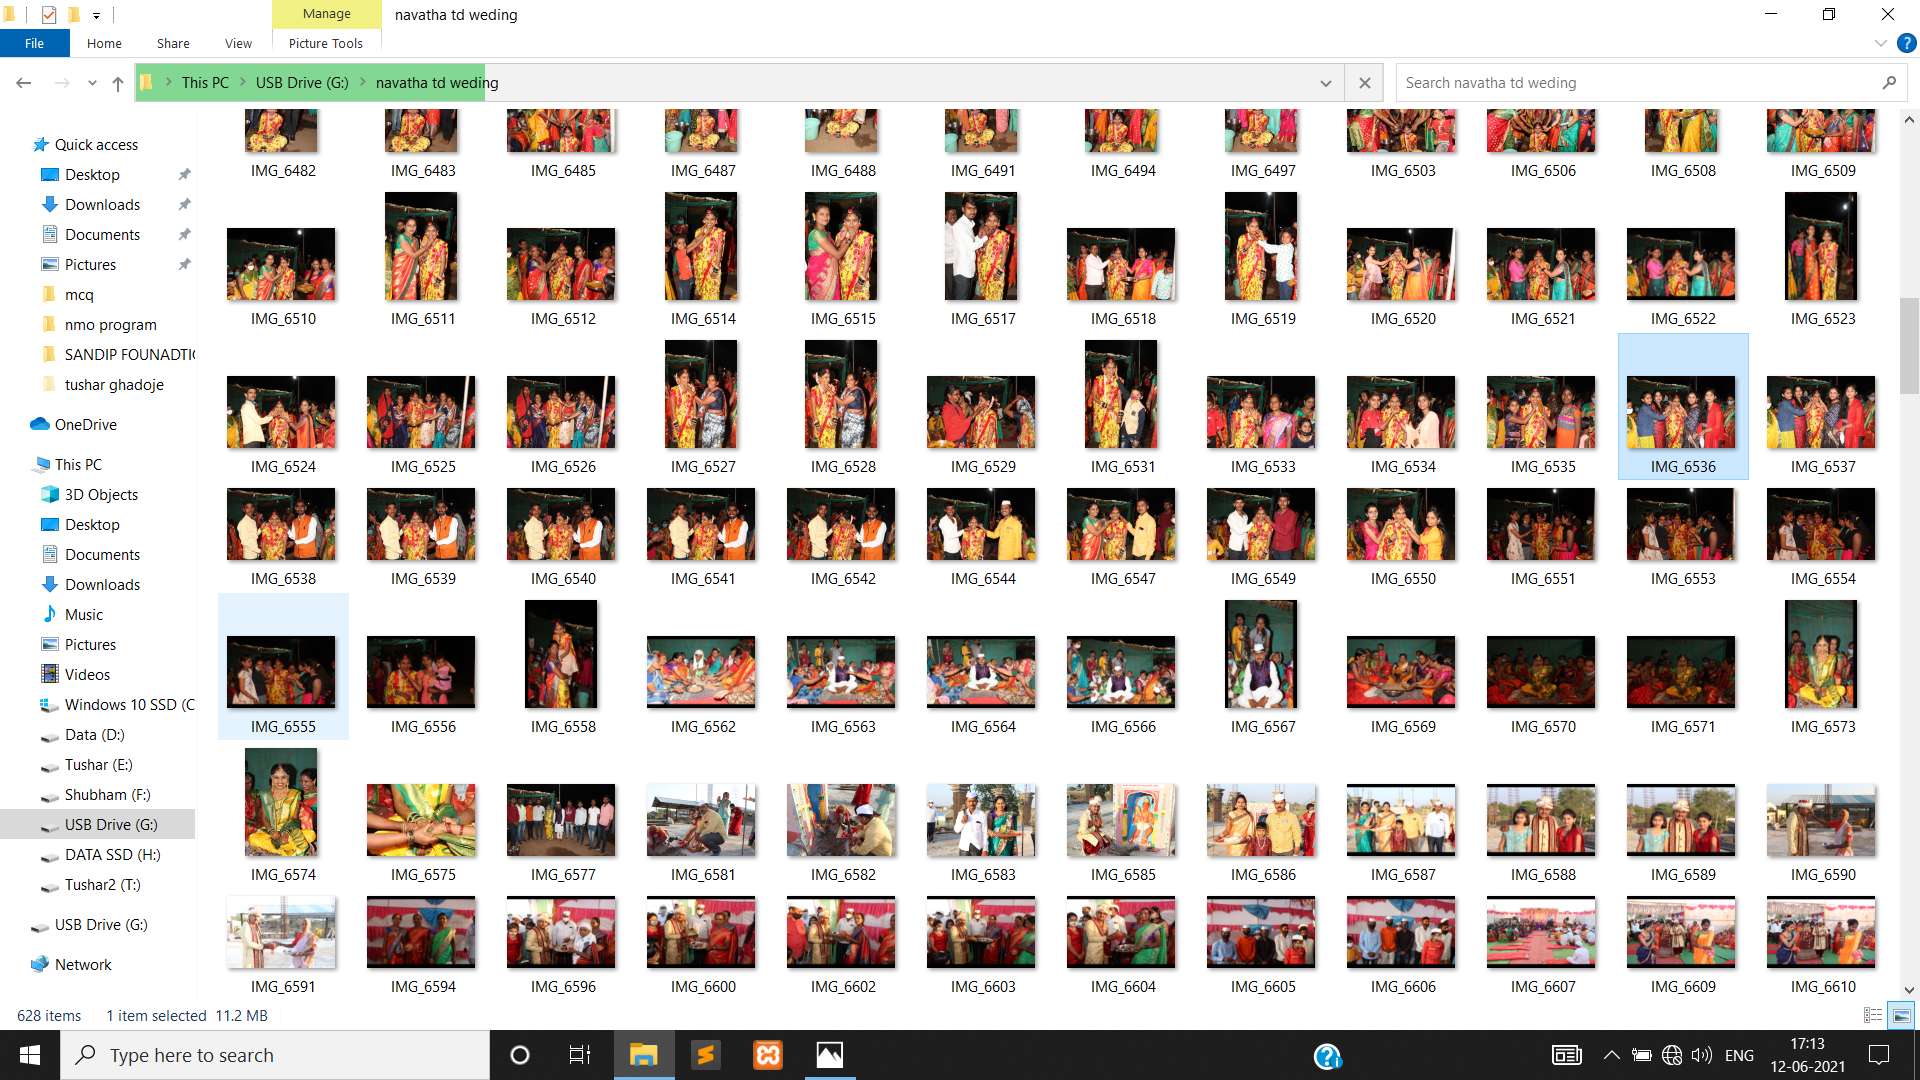 Manage
navatha td weding
File
Home
Share
View
Picture Tools
This PC
USB Drive (G:)
navatha td weding
Search navatha td weding
Quick access
Desktop
Downloads
Documents
Pictures
mcq
nmo program
SANDIP FOUNADTI
tushar ghadoje
OneDrive
This PC
3D Objects
Desktop
Documents
Downloads
Music
Pictures
Videos
Windows 10 SSD (C
Data (D:)
Tushar (E:)
Shubham (F:)
USB Drive (G:)
DATA SSD (H:)
Tushar2 (T:)
USB Drive (G:)
Network
IMG_6482 IMG_6483 IMG_6485 IMG_6487 IMG_6488 IMG_6491 IMG_6494 IMG_6497 IMG_6503 IMG_6506 IMG_6508 IMG_6509
IMG_6510 IMG_6511 IMG_6512 IMG_6514 IMG_6515 IMG_6517 IMG_6518 IMG_6519 IMG_6520 IMG_6521 IMG_6522 IMG_6523
IMG_6524 IMG_6525 IMG_6526 IMG_6527 IMG_6528 IMG_6529 IMG_6531 IMG_6533 IMG_6534 IMG_6535 IMG_6536 IMG_6537
IMG_6538 IMG_6539 IMG_6540 IMG_6541 IMG_6542 IMG_6544 IMG_6547 IMG_6549 IMG_6550 IMG_6551 IMG_6553 IMG_6554
IMG_6555 IMG_6556 IMG_6558 IMG_6562 IMG_6563 IMG_6564 IMG_6566 IMG_6567 IMG_6569 IMG_6570 IMG_6571 IMG_6573
IMG_6574 IMG_6575 IMG_6577 IMG_6581 IMG_6582 IMG_6583 IMG_6585 IMG_6586 IMG_6587 IMG_6588 IMG_6589 IMG_6590
IMG_6591 IMG_6594 IMG_6596 IMG_6600 IMG_6602 IMG_6603 IMG_6604 IMG_6605 IMG_6606 IMG_6607 IMG_6609 IMG_6610
628 items 1 item selected 11.2 MB
Type here to search
ENG
17:13
12-06-2021